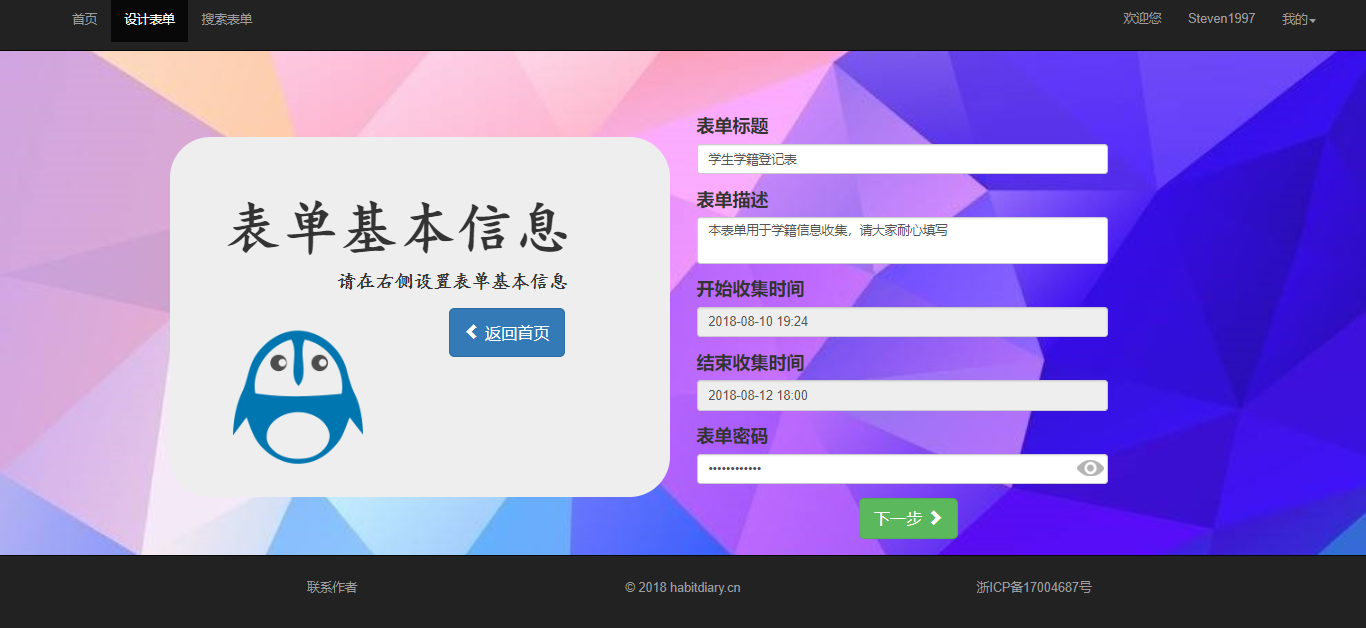 首页 设计表单 搜索表单 欢迎您 Steven1997 我的
表单基本信息
请在右侧设置表单基本信息
返回首页
表单标题
学生学籍登记表
表单描述
本表单用于学籍信息收集，请大家耐心填写
开始收集时间
2018-08-10 19:24
结束收集时间
2018-08-12 18:00
表单密码
••••••••••••
下一步
联系作者 © 2018 habitdiary.cn 浙ICP备17004687号